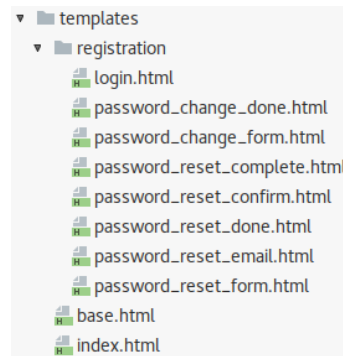 templates
registration
login.html
password_change_done.html
password_change_form.html
password_reset_complete.html
password_reset_confirm.html
password_reset_done.html
password_reset_email.html
password_reset_form.html
base.html
index.html